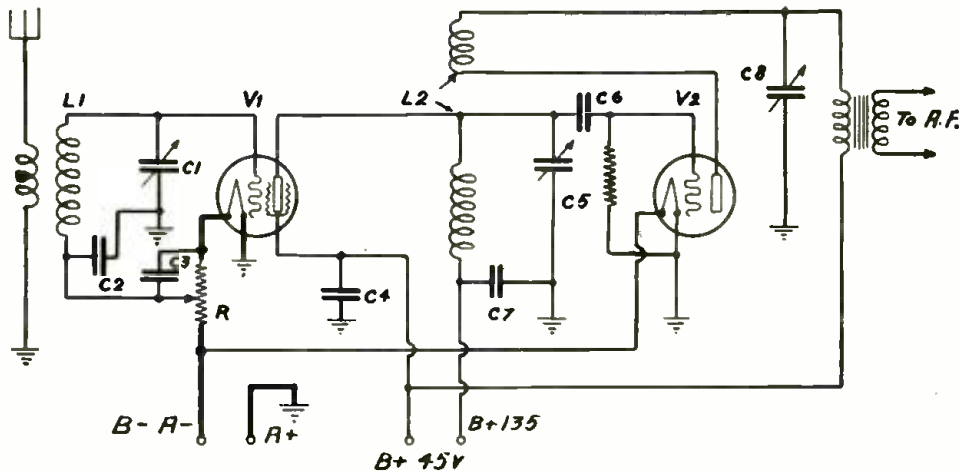 L1
V1
L2
C6
V2
C8
To A.F.
C1
C5
C2
C3
R
C4
C7
B- A-
A+
B+135
B+ 45V